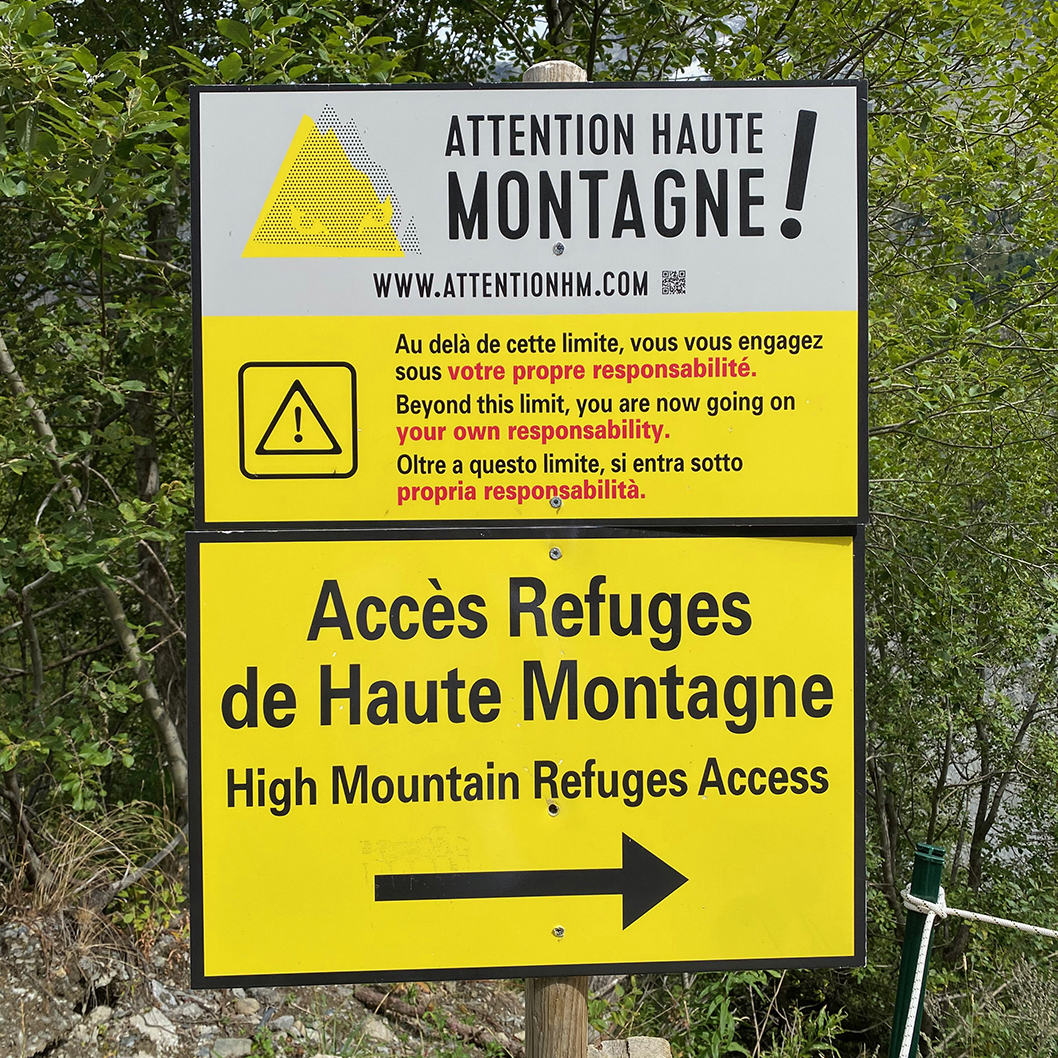 ATTENTION HAUTE
MONTAGNE!
WWW.ATTENTIONHM.COM
Au delà de cette limite, vous vous engagez
sous votre propre responsabilité.
Beyond this limit, you are now going on
your own responsability.
Oltre a questo limite, si entra sotto
propria responsabilità.
Accès Refuges
de Haute Montagne
High Mountain Refuges Access